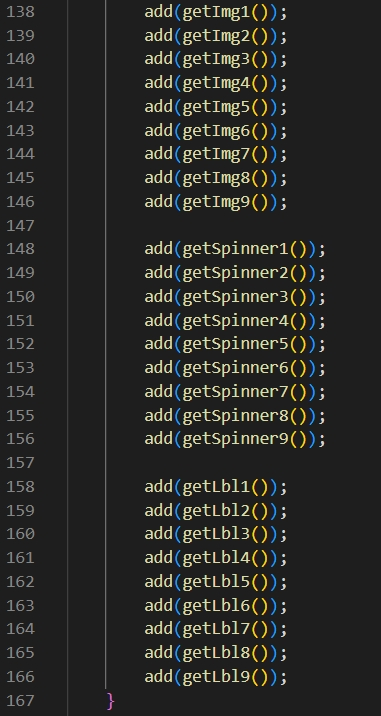 138 add(getImg1());
139 add(getImg2());
140 add(getImg3());
141 add(getImg4());
142 add(getImg5());
143 add(getImg6());
144 add(getImg7());
145 add(getImg8());
146 add(getImg9());
147
148 add(getSpinner1());
149 add(getSpinner2());
150 add(getSpinner3());
151 add(getSpinner4());
152 add(getSpinner5());
153 add(getSpinner6());
154 add(getSpinner7());
155 add(getSpinner8());
156 add(getSpinner9());
157
158 add(getLbl1());
159 add(getLbl2());
160 add(getLbl3());
161 add(getLbl4());
162 add(getLbl5());
163 add(getLbl6());
164 add(getLbl7());
165 add(getLbl8());
166 add(getLbl9());
167 }